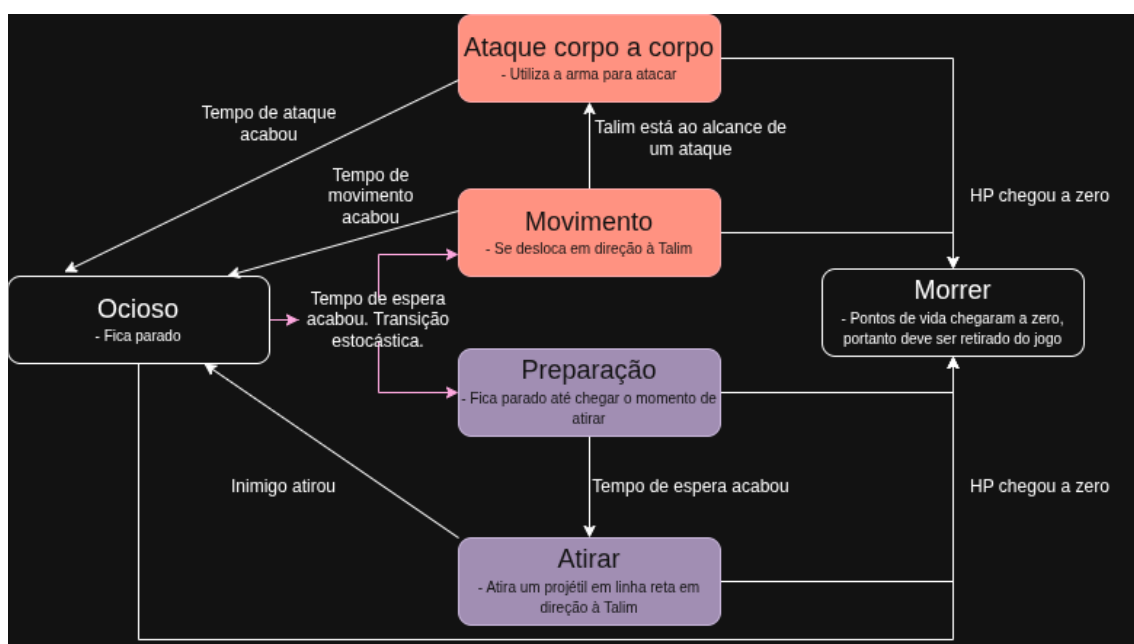 Ataque corpo a corpo
- Utiliza a arma para atacar
Tempo de ataque
acabou
Talim está ao alcance de
um ataque
Tempo de
movimento
acabou
HP chegou a zero
Movimento
- Se desloca em direção à Talim
Ocioso
- Fica parado
Tempo de espera
acabou. Transição
estocástica.
Morrer
- Pontos de vida chegaram a zero,
portanto deve ser retirado do jogo
Preparação
- Fica parado até chegar o momento de
atirar
Inimigo atirou
Tempo de espera acabou
HP chegou a zero
Atirar
- Atira um projétil em linha reta em
direção à Talim